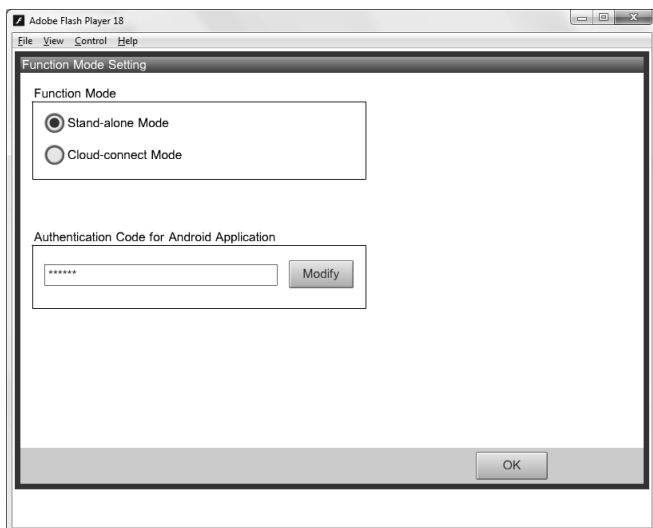 Adobe Flash Player 18
File View Control Help
Function Mode Setting
Function Mode
Stand-alone Mode
Cloud-connect Mode
Authentication Code for Android Application
******
Modify
OK